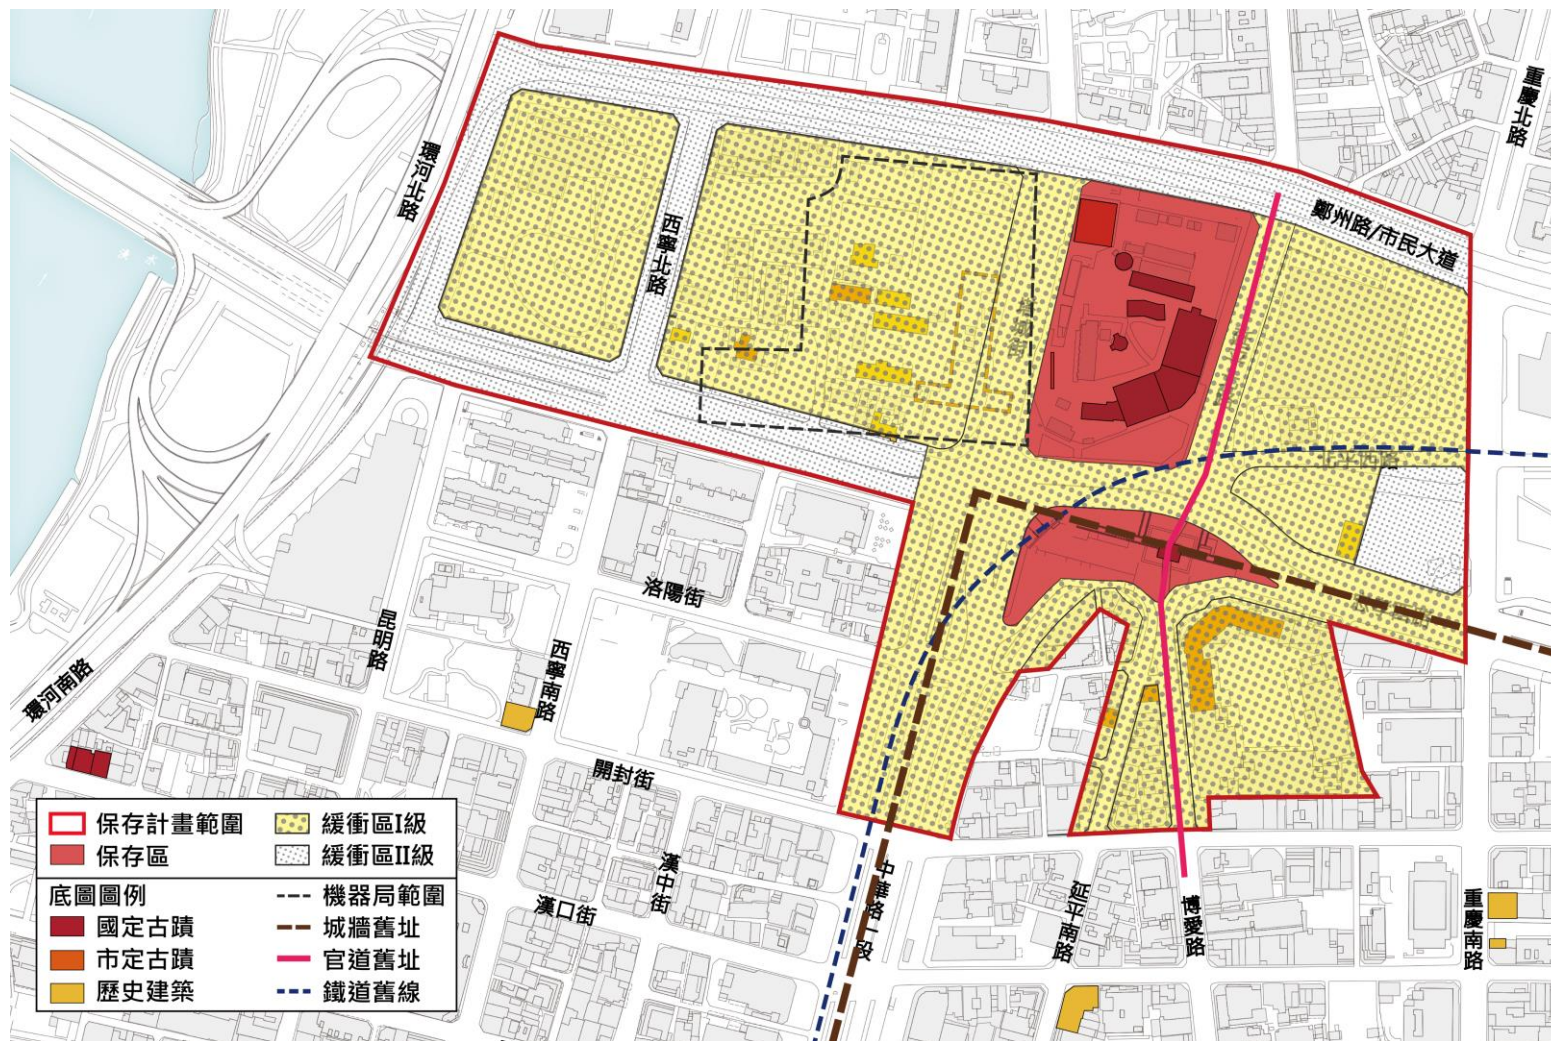 重慶北路
環河北路
西寧北路
鄭州路/市民大道
洛陽街
昆明路
西寧南路
環河南路
開封街
漢中街
漢口街
中華路一段
延平南路
博愛路
重慶南路
保存計畫範圍
緩衝區I級
保存區
緩衝區II級
底圖圖例
機器局範圍
國定古蹟
城牆舊址
市定古蹟
官道舊址
歷史建築
鐵道舊線